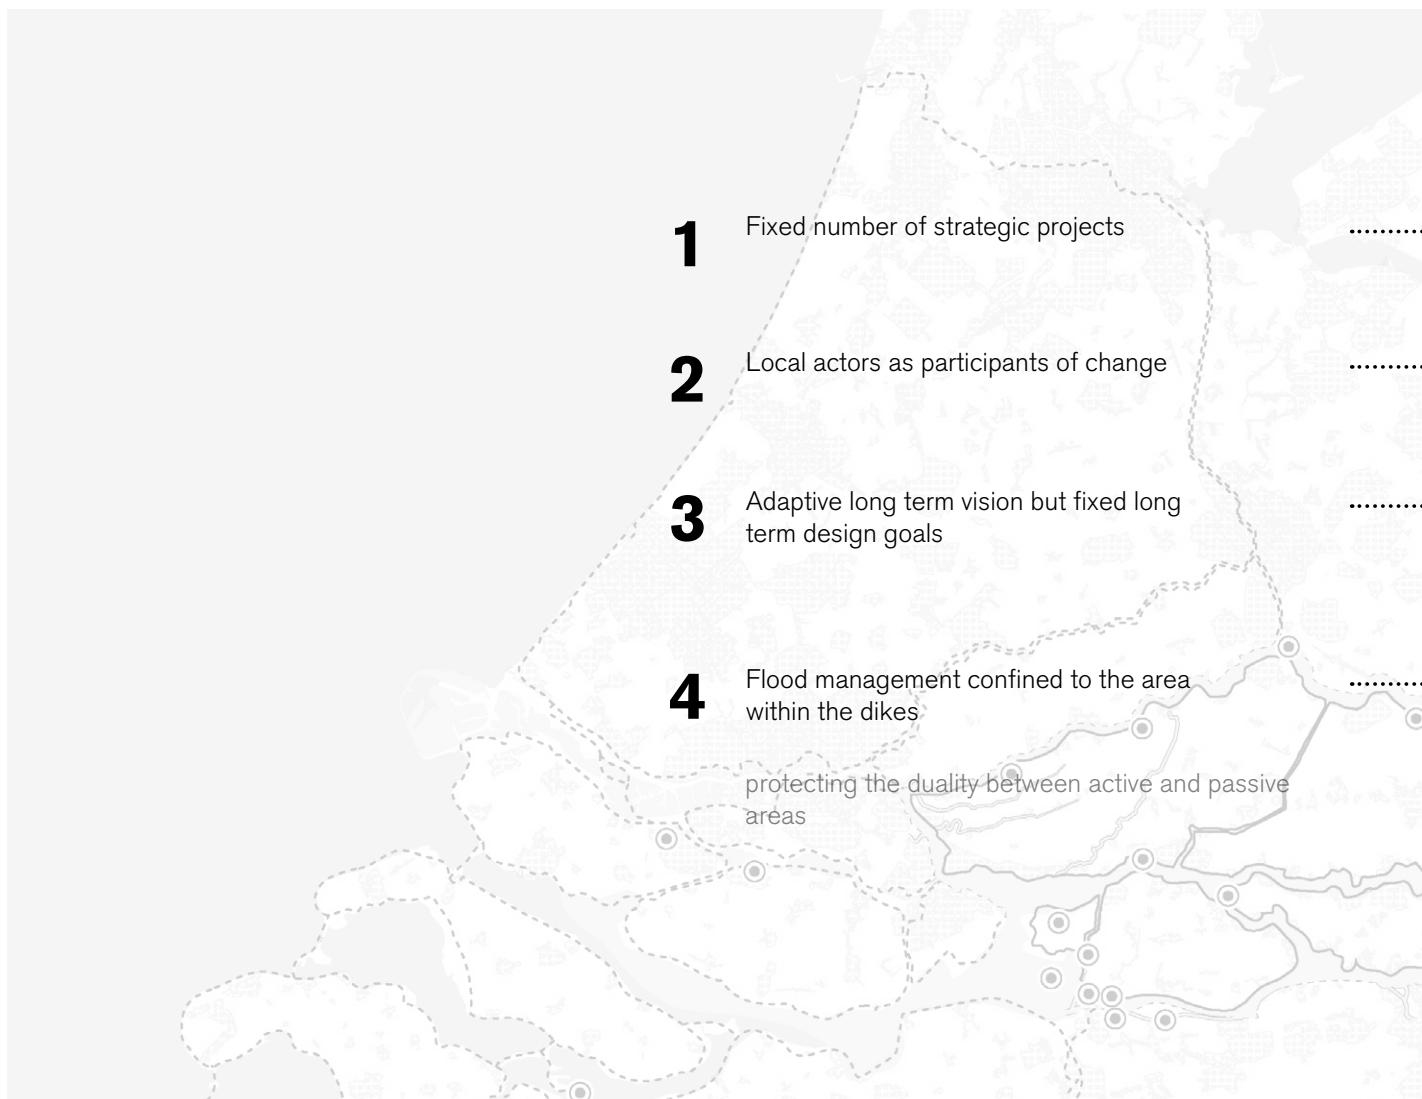 1 Fixed number of strategic projects ..........
2 Local actors as participants of change ..........
3 Adaptive long term vision but fixed long
term design goals ..........
4 Flood management confined to the area
within the dikes ..........
protecting the duality between active and passive
areas